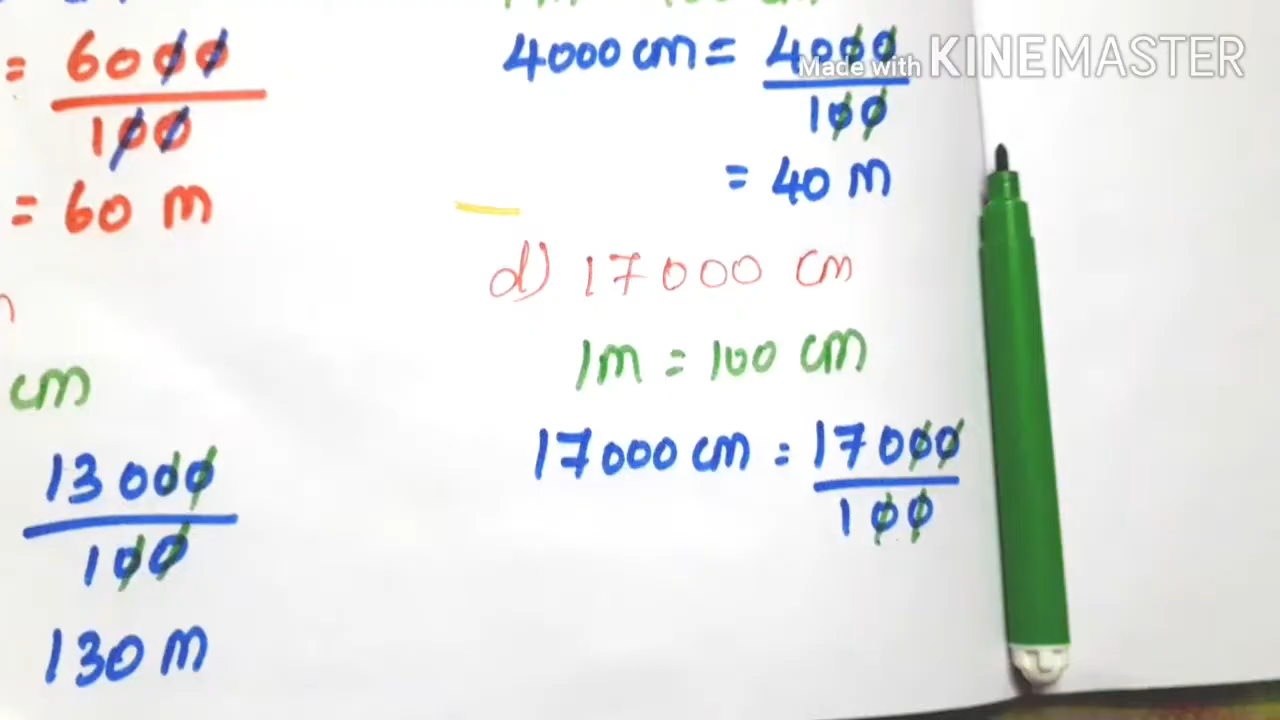 = 6000
100
= 60 m
cm
13000
100
130 m
4000 cm = 4000
100
= 40 m
d) 17000 cm
1m = 100 cm
17000 cm = 17000
100
Made with KINEMASTER